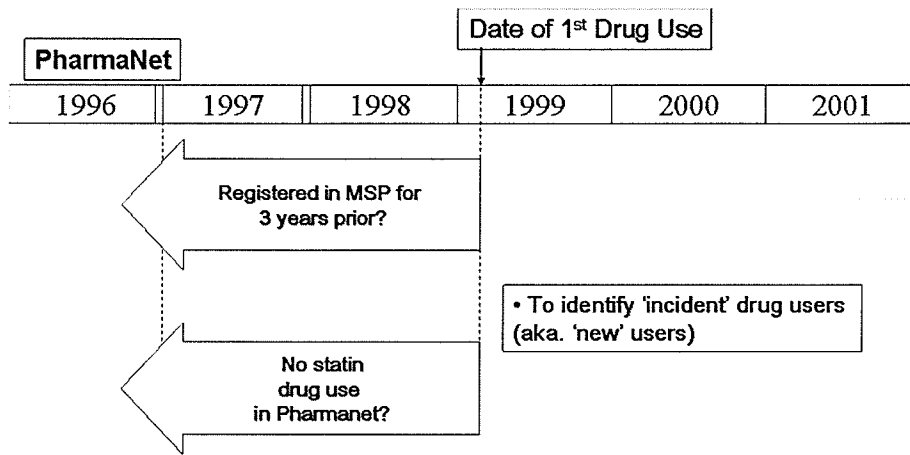 Date of 1st Drug Use
PharmaNet
1996 1997 1998 1999 2000 2001
Registered in MSP for
3 years prior?
• To identify 'incident' drug users
(aka. 'new' users)
No statin
drug use
in Pharmanet?